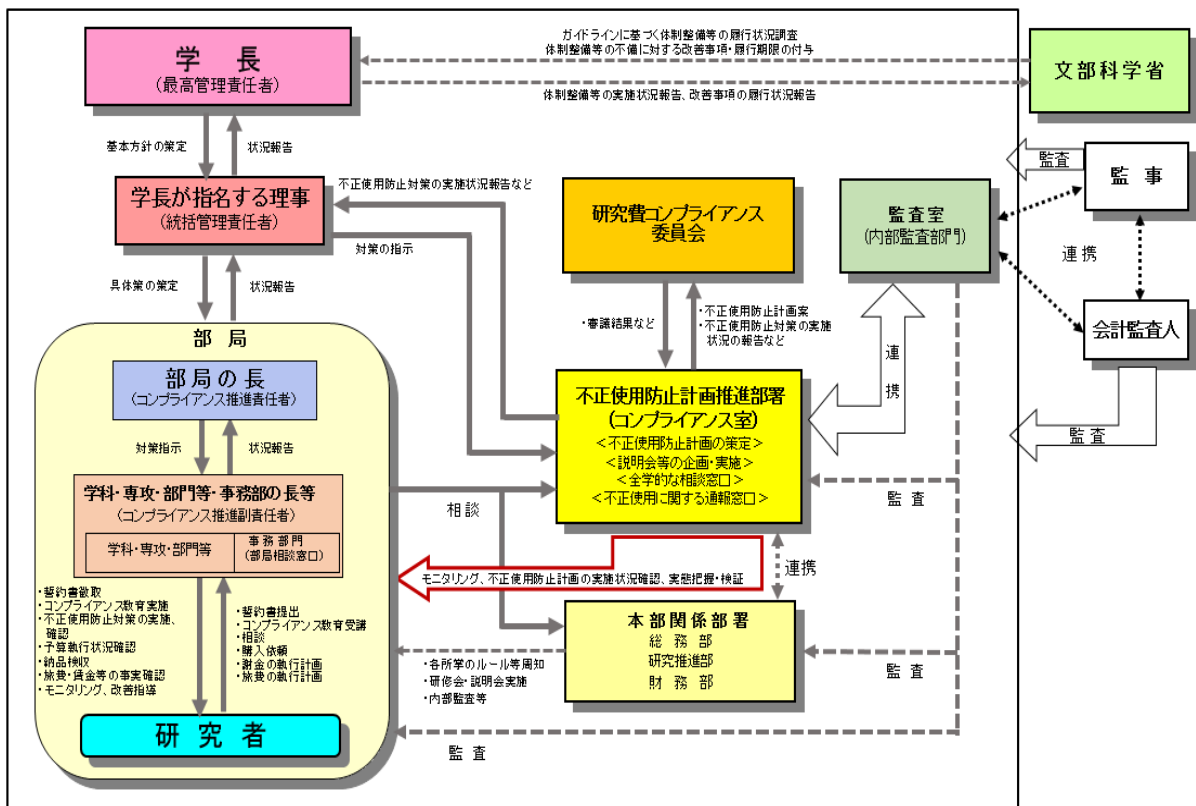 ガイドラインに基づく体制整備等の履行状況調査
体制整備等の不備に対する改善事項・履行期限の付与
学 長
(最高管理責任者)
文部科学省
体制整備等の実施状況報告、改善事項の履行状況報告
基本方針の策定
状況報告
監査
監 事
学長が指名する理事
(統括管理責任者)
不正使用防止対策の実施状況報告など
対策の指示
研究費コンプライアンス
委員会
監査室
(内部監査部門)
連 携
具体策の策定
状況報告
・審議結果など
・不正使用防止計画案
・不正使用防止対策の実施
状況の報告など
会計監査人
部 局
連
携
部局の長
(コンプライアンス推進責任者)
不正使用防止計画推進部署
(コンプライアンス室)
<不正使用防止計画の策定>
<説明会等の企画・実施>
<全学的な相談窓口>
<不正使用に関する通報窓口>
監 査
対策指示
状況報告
学科・専攻・部門等・事務部の長等
(コンプライアンス推進副責任者)
学科・専攻・部門等
事務部門
(部局相談窓口)
相談
監 査
モニタリング、不正使用防止計画の実施状況確認、実態把握・検証
連携
・誓約書徴取
・コンプライアンス教育実施
・不正使用防止対策の実施、
確認
・予算執行状況確認
・納品検収
・旅費・賃金等の事実確認
・モニタリング、改善指導
・誓約書提出
・コンプライアンス教育受講
・相談
・購入依頼
・謝金の執行計画
・旅費の執行計画
本部関係部署
総 務 部
研究推進部
財 務 部
・各所掌のルール等周知
・研修会・説明会実施
・内部監査等
監 査
研 究 者
監 査